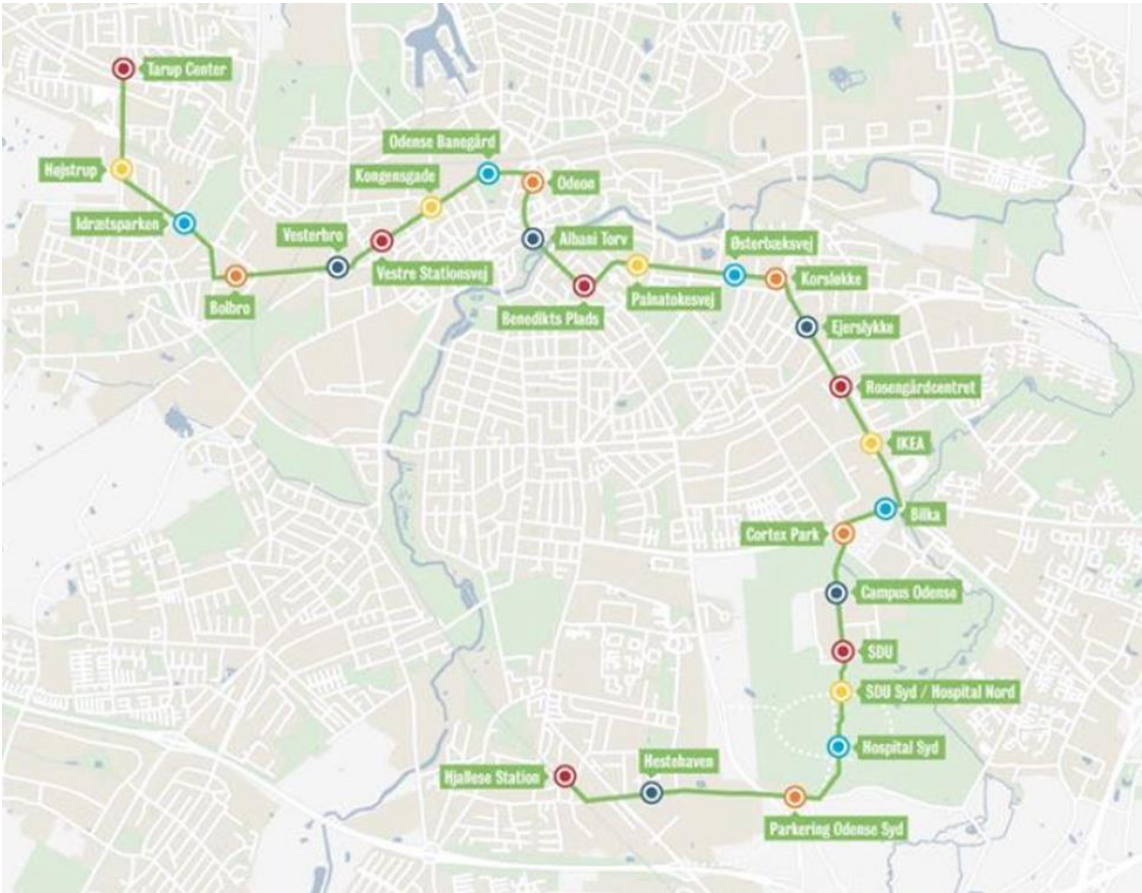 Tarup Center
Højstrup
Idrætsparken
Bolbro
Vesterbro
Vestre Stationsvej
Kongensgade
Odense Banegård
Odeon
Albani Torv
Benedikts Plads
Palnatokesvej
Østerbæksvej
Korsløkke
Ejerslykke
Rosengårdcentret
IKEA
Bilka
Cortex Park
Campus Odense
SDU
SDU Syd / Hospital Nord
Hospital Syd
Parkering Odense Syd
Hestehaven
Hjallese Station